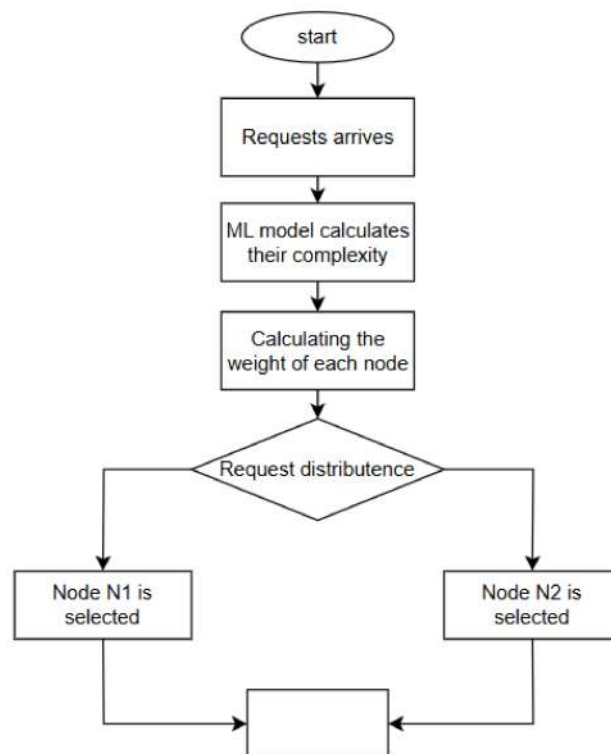 start
Requests arrives
ML model calculates
their complexity
Calculating the
weight of each node
Request distributence
Node N1 is
selected
Node N2 is
selected